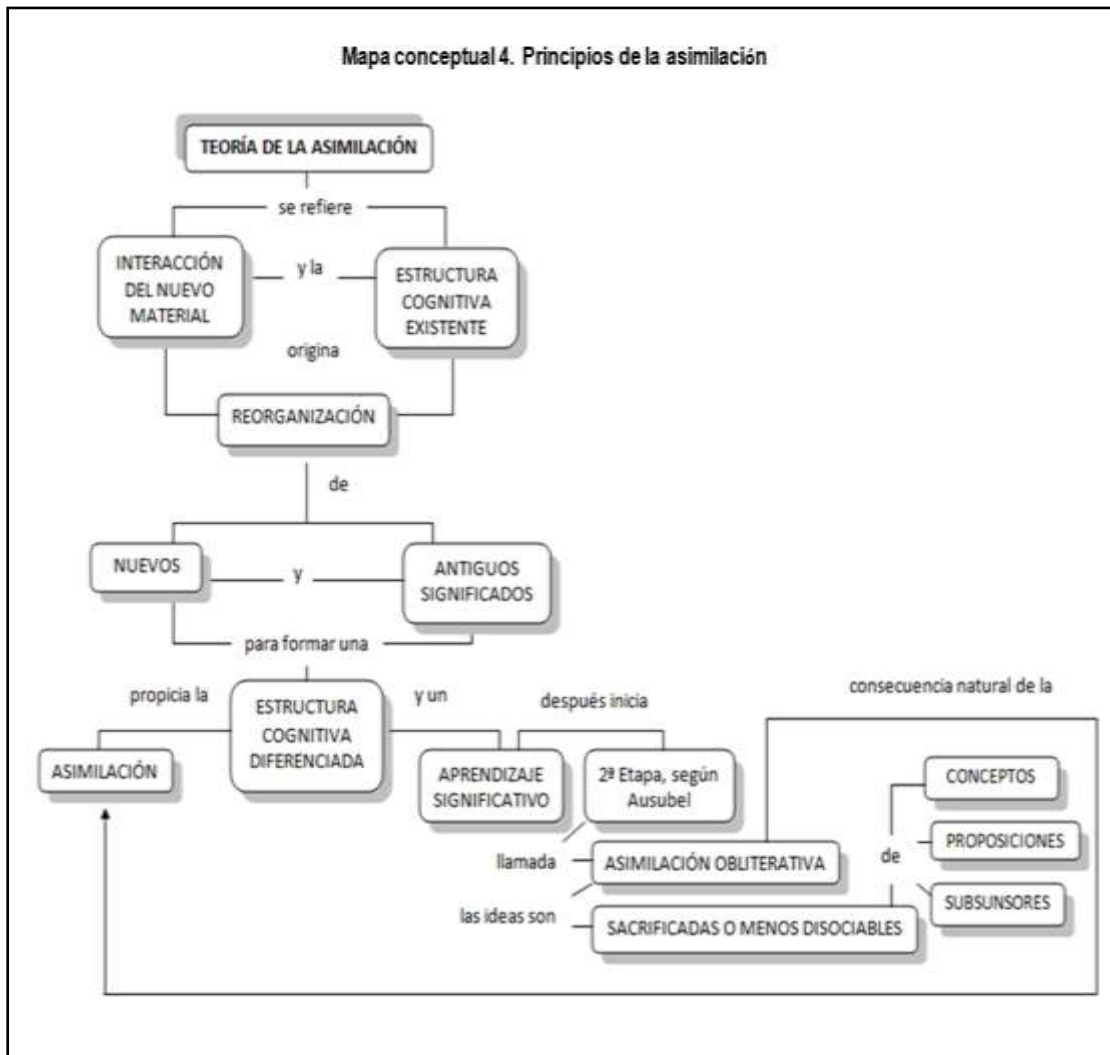 Mapa conceptual 4. Principios de la asimilación
TEORÍA DE LA ASIMILACIÓN
se refiere
INTERACCIÓN
DEL NUEVO
MATERIAL
y la
ESTRUCTURA
COGNITIVA
EXISTENTE
origina
REORGANIZACIÓN
de
NUEVOS
y
ANTIGUOS
SIGNIFICADOS
para formar una
propicia la
ESTRUCTURA
COGNITIVA
DIFERENCIADA
y un
después inicia
consecuencia natural de la
ASIMILACIÓN
APRENDIZAJE
SIGNIFICATIVO
2ª Etapa, según
Ausubel
CONCEPTOS
llamada
ASIMILACIÓN OBLITERATIVA
de
PROPOSICIONES
las ideas son
SACRIFICADAS O MENOS DISOCIABLES
SUBSUNSORES